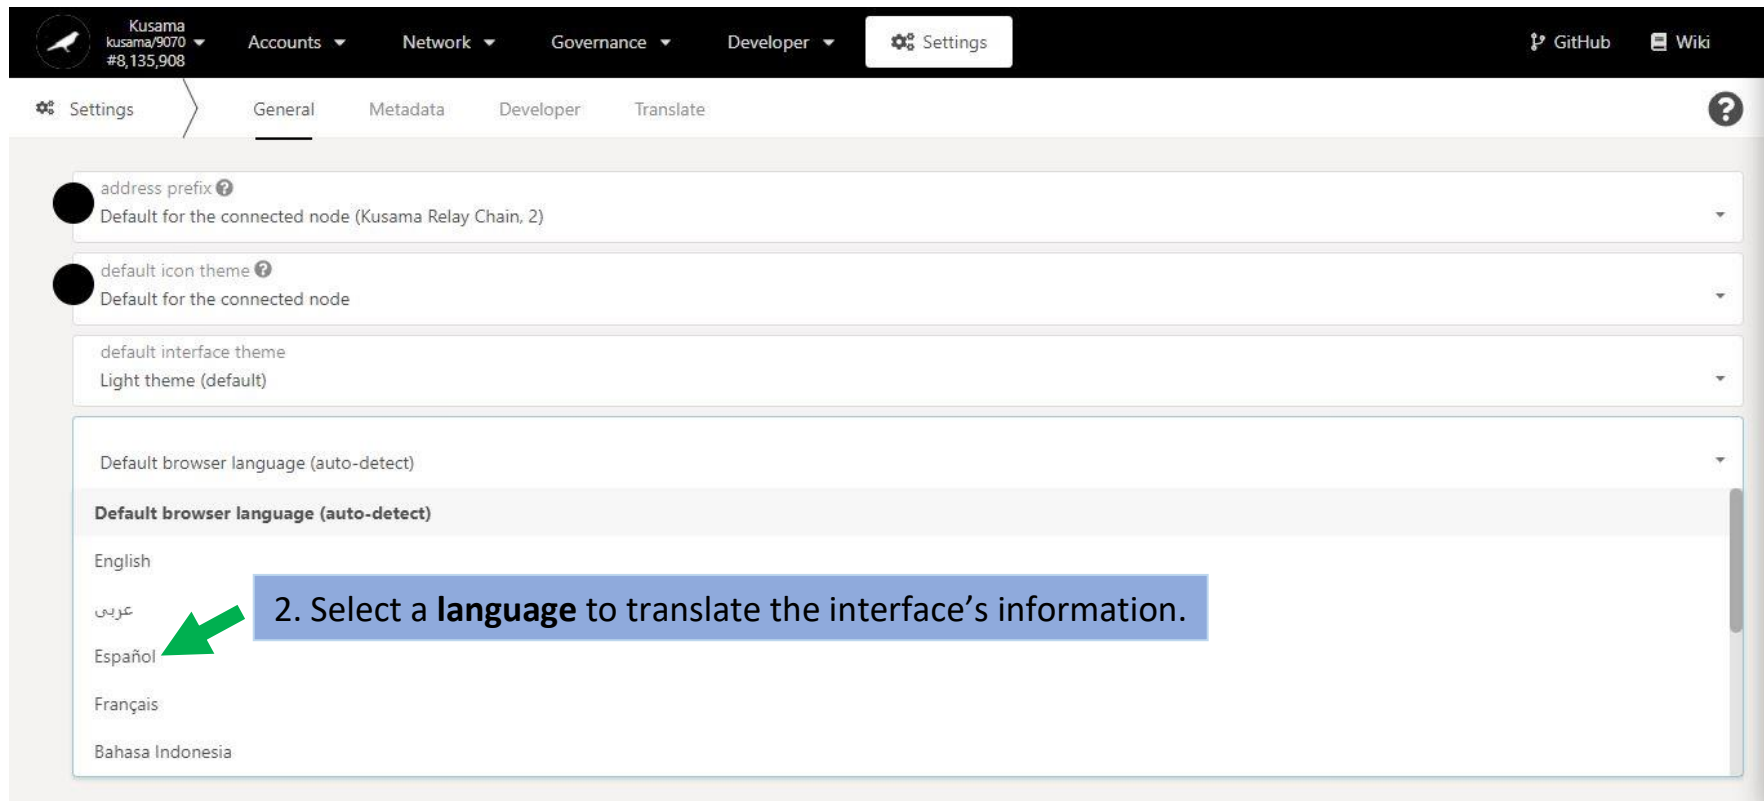 Kusama
kusama/9070
#8,135,908
Accounts
Network
Governance
Developer
Settings
GitHub
Wiki
Settings
General
Metadata
Developer
Translate
address prefix
Default for the connected node (Kusama Relay Chain, 2)
default icon theme
Default for the connected node
default interface theme
Light theme (default)
Default browser language (auto-detect)
Default browser language (auto-detect)
English
عربى
2. Select a language to translate the interface’s information.
Español
Français
Bahasa Indonesia